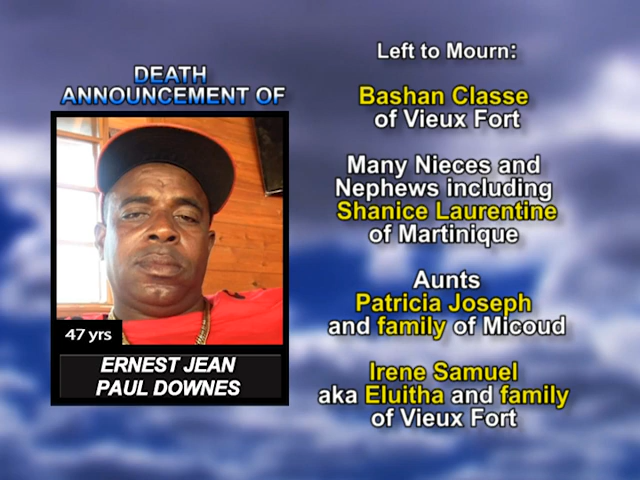 DEATH
ANNOUNCEMENT OF
47 yrs
ERNEST JEAN
PAUL DOWNES
Left to Mourn:
Bashan Classe
of Vieux Fort
Many Nieces and
Nephews including
Shanice Laurentine
of Martinique
Aunts
Patricia Joseph
and family of Micoud
Irene Samuel
aka Eluitha and family
of Vieux Fort